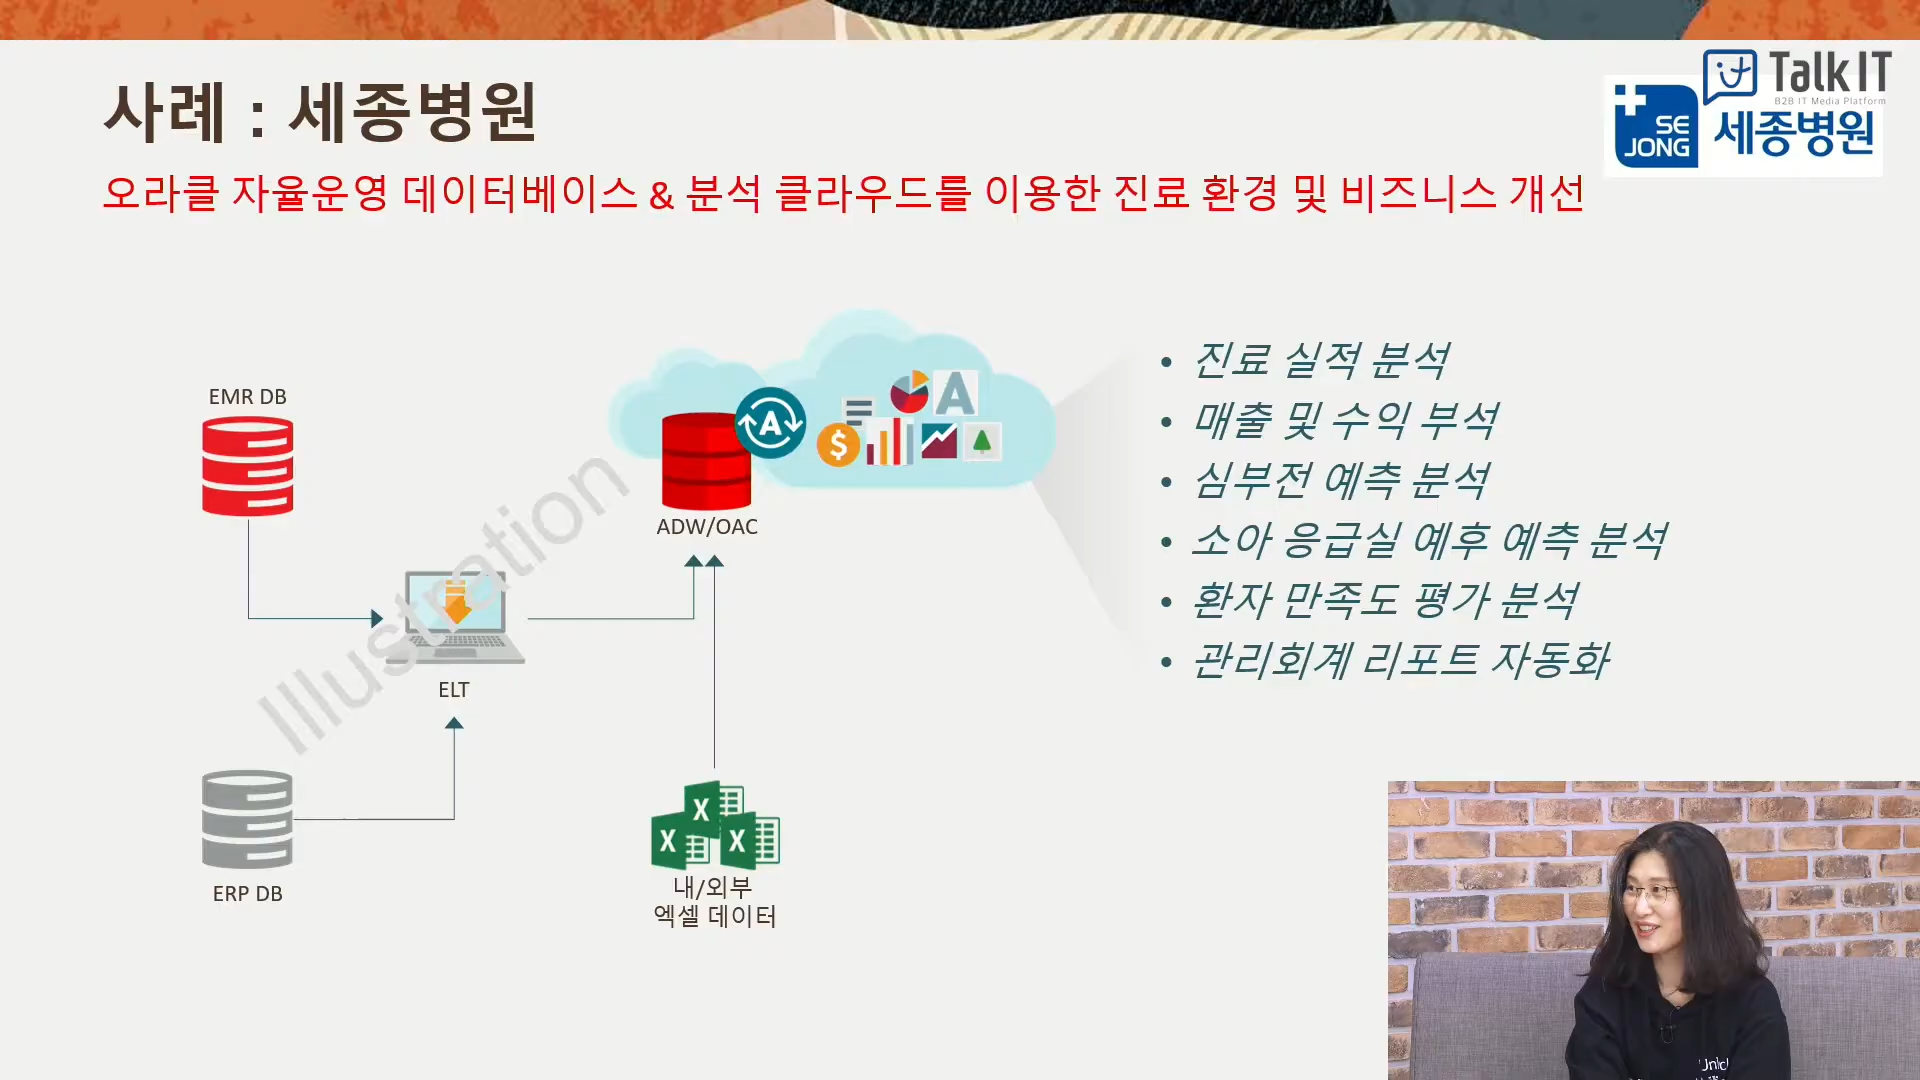 사례 : 세종병원
Talk IT
B2B IT Media Platform
SE
JONG
세종병원
오라클 자율운영 데이터베이스 & 분석 클라우드를 이용한 진료 환경 및 비즈니스 개선
EMR DB
A
A
$
ADW/OAC
Illustration
ELT
ERP DB
X
X
X
내/외부
엑셀 데이터
• 진료 실적 분석
• 매출 및 수익 부석
• 심부전 예측 분석
• 소아 응급실 예후 예측 분석
• 환자 만족도 평가 분석
• 관리회계 리포트 자동화